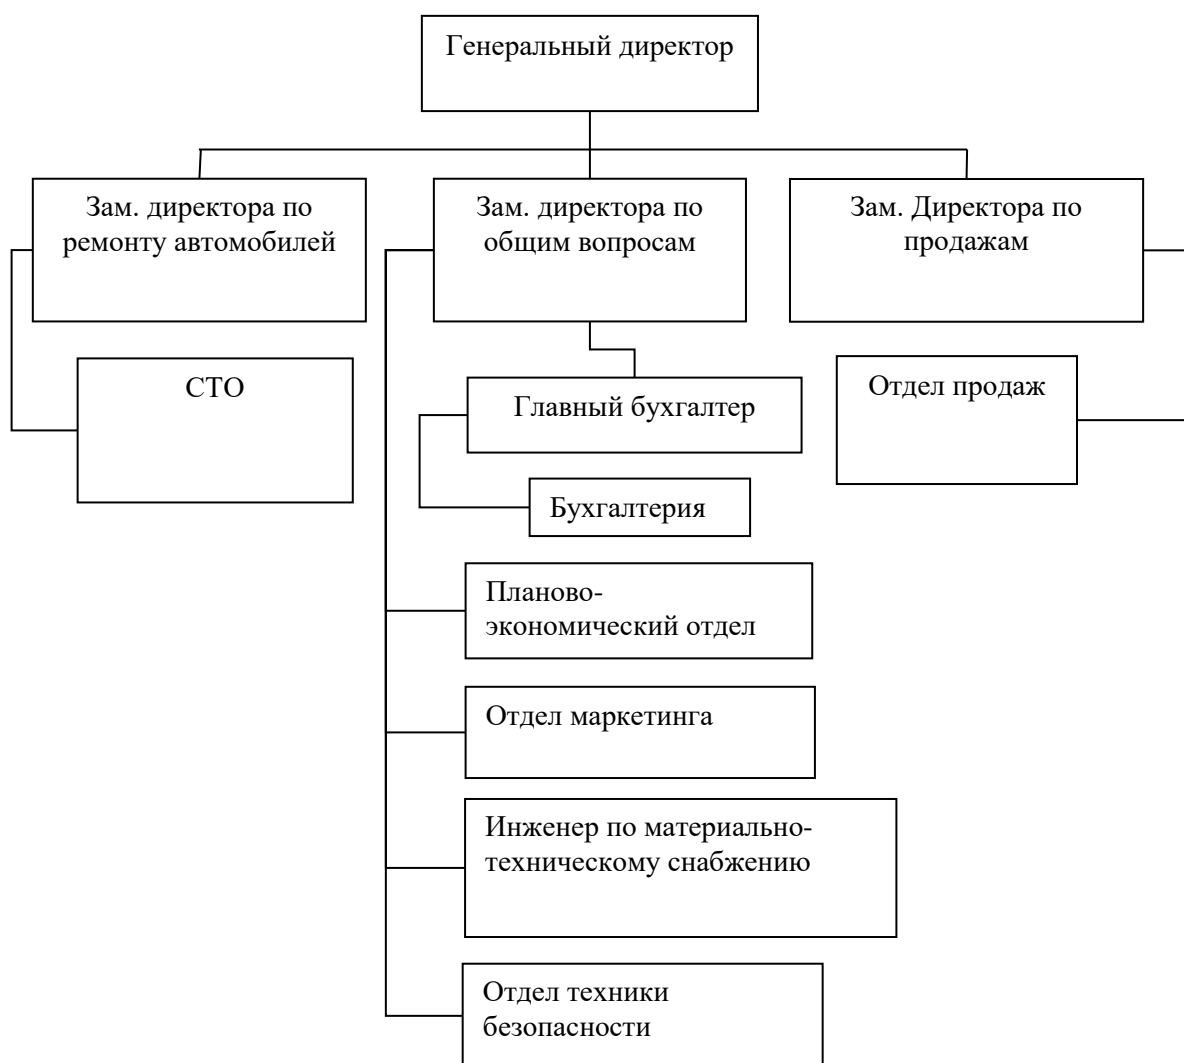 Генеральный директор
Зам. директора по
ремонту автомобилей
Зам. директора по
общим вопросам
Зам. Директора по
продажам
СТО
Главный бухгалтер
Отдел продаж
Бухгалтерия
Планово-
экономический отдел
Отдел маркетинга
Инженер по материально-
техническому снабжению
Отдел техники
безопасности